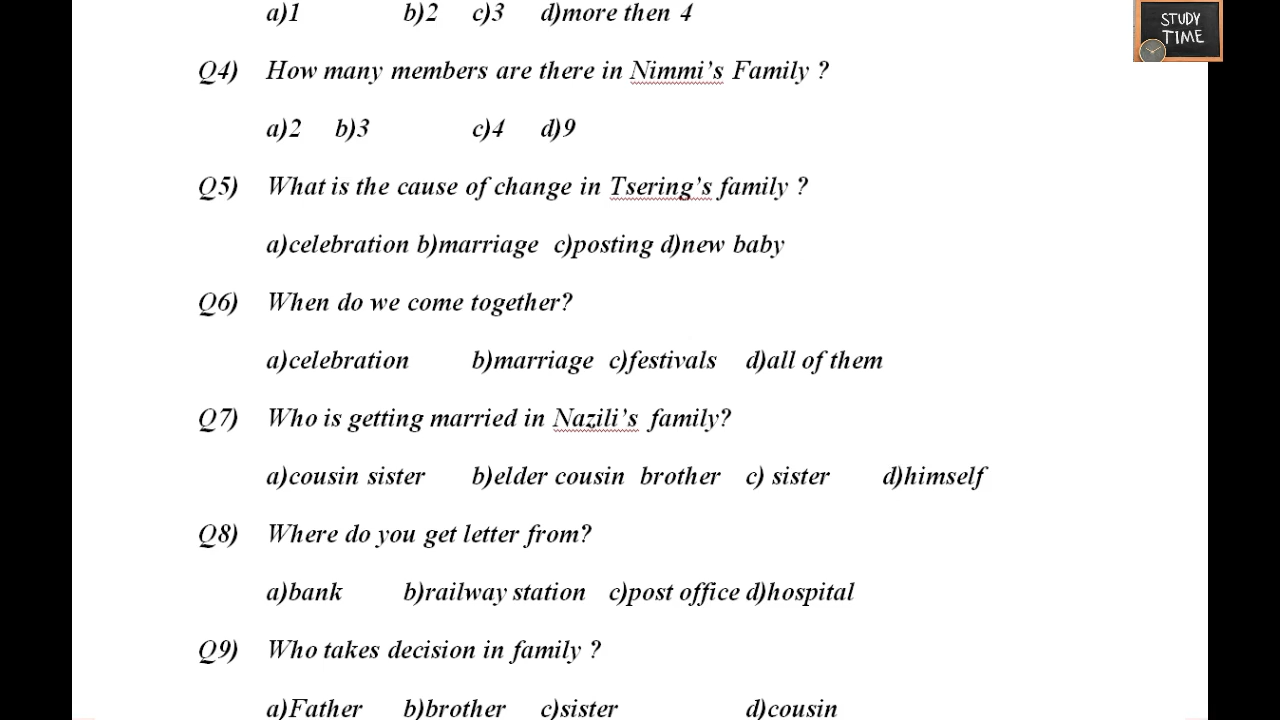 a)1 b)2 c)3 d)more then 4
STUDY
TIME
Q4) How many members are there in Nimmi's Family ?
a)2 b)3 c)4 d)9
Q5) What is the cause of change in Tsering's family ?
a)celebration b)marriage c)posting d)new baby
Q6) When do we come together?
a)celebration b)marriage c)festivals d)all of them
Q7) Who is getting married in Nazili's family?
a)cousin sister b)elder cousin brother c) sister d)himself
Q8) Where do you get letter from?
a)bank b)railway station c)post office d)hospital
Q9) Who takes decision in family ?
a)Father b)brother c)sister d)cousin